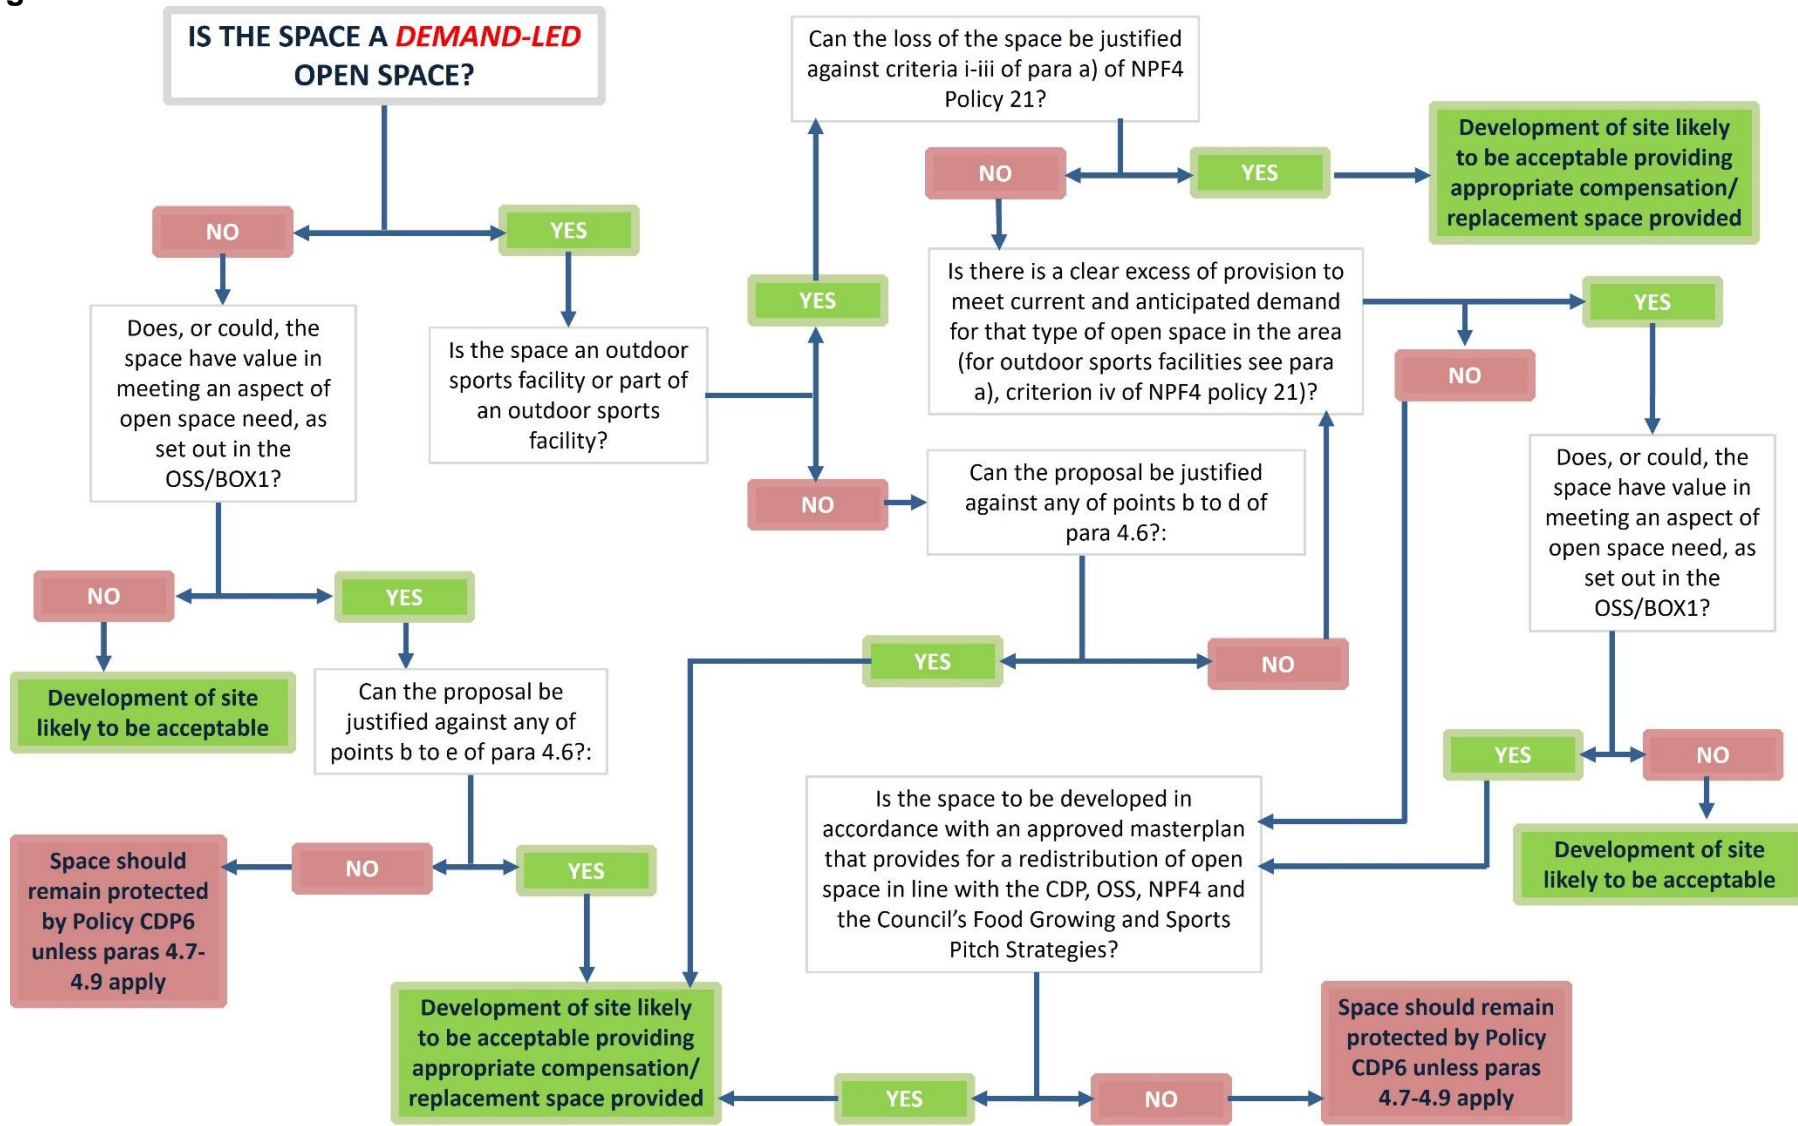 g
IS THE SPACE A DEMAND-LED
OPEN SPACE?
NO
YES
Does, or could, the
space have value in
meeting an aspect of
open space need, as
set out in the
OSS/BOX1?
NO
YES
Development of site
likely to be acceptable
Can the proposal be
justified against any of
points b to e of para 4.6?:
NO
YES
Space should
remain protected
by Policy CDP6
unless paras 4.7-
4.9 apply
Development of site likely
to be acceptable providing
appropriate compensation/
replacement space provided
Is the space an outdoor
sports facility or part of
an outdoor sports
facility?
YES
NO
Can the loss of the space be justified
against criteria i-iii of para a) of NPF4
Policy 21?
NO
YES
Development of site likely
to be acceptable providing
appropriate compensation/
replacement space provided
Is there is a clear excess of provision to
meet current and anticipated demand
for that type of open space in the area
(for outdoor sports facilities see para
a), criterion iv of NPF4 policy 21)?
YES
NO
Can the proposal be justified
against any of points b to d of
para 4.6?:
YES
NO
Does, or could, the
space have value in
meeting an aspect of
open space need, as
set out in the
OSS/BOX1?
YES
NO
Development of site
likely to be acceptable
Is the space to be developed in
accordance with an approved masterplan
that provides for a redistribution of open
space in line with the CDP, OSS, NPF4 and
the Council’s Food Growing and Sports
Pitch Strategies?
YES
NO
Space should remain
protected by Policy
CDP6 unless paras
4.7-4.9 apply